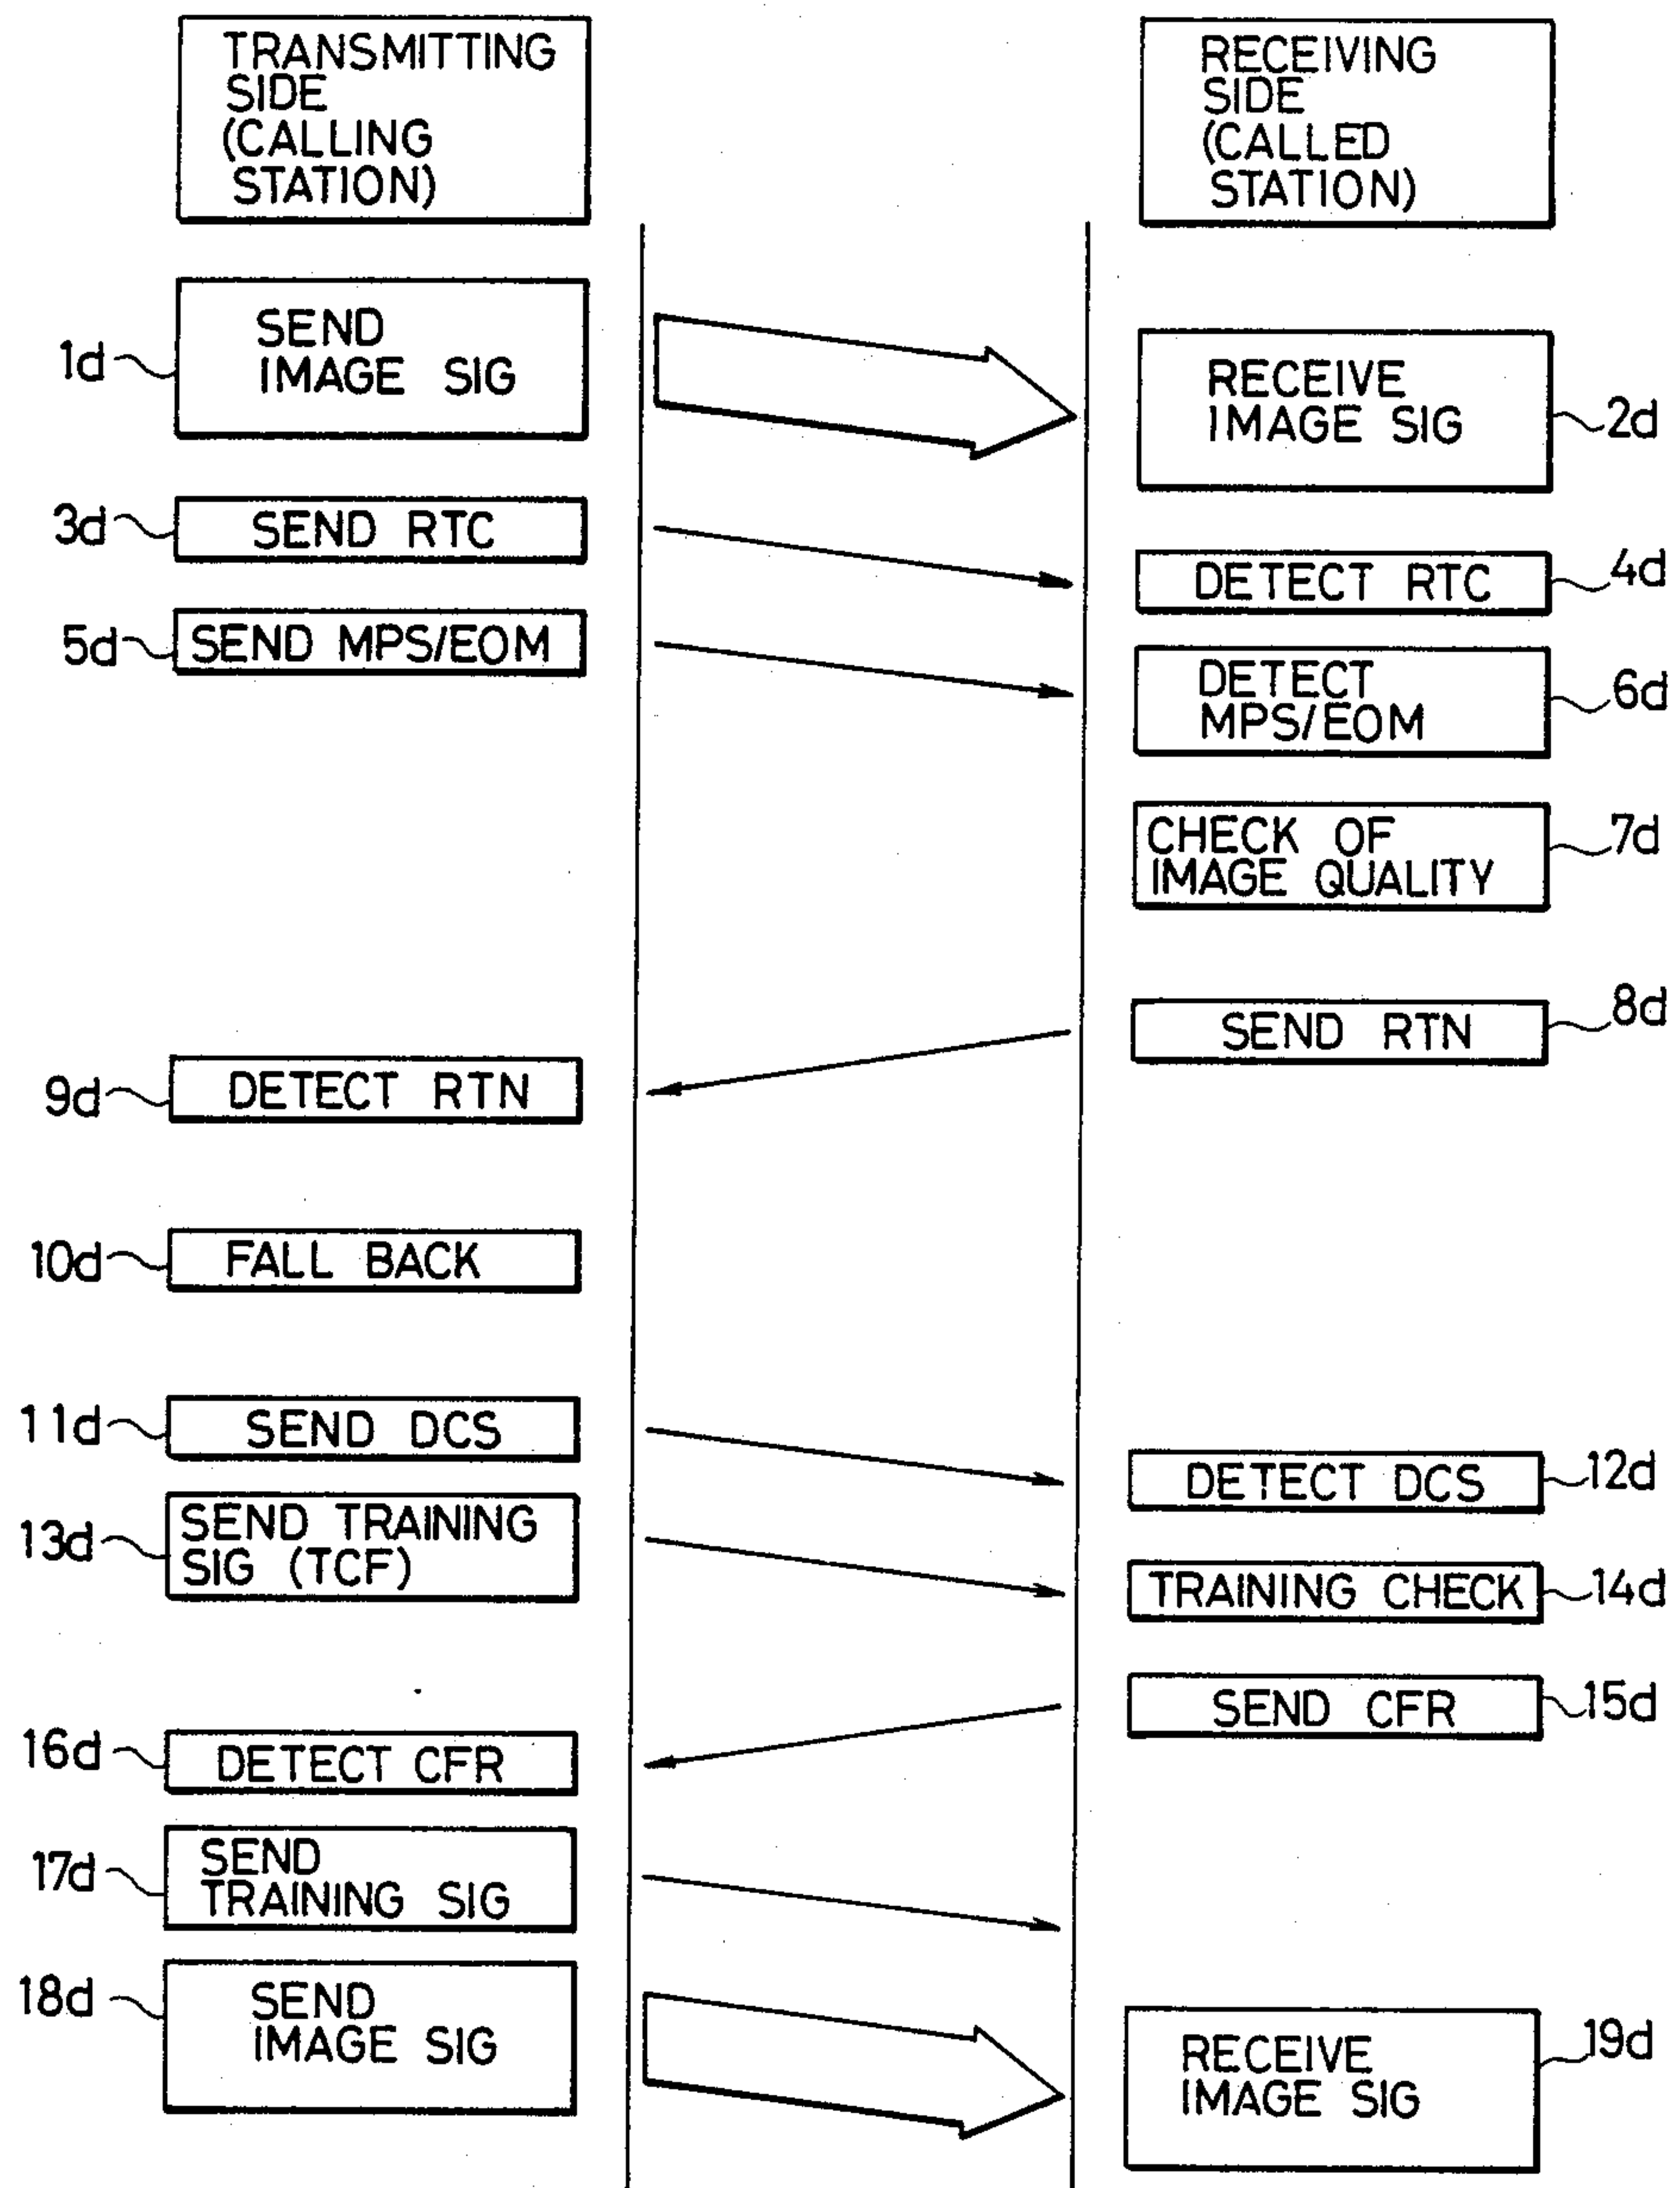 TRANSMITTING
SIDE
(CALLING
STATION)
RECEIVING
SIDE
(CALLED
STATION)
1d
SEND
IMAGE SIG
RECEIVE
IMAGE SIG
2d
3d
SEND RTC
DETECT RTC
4d
5d
SEND MPS/EOM
DETECT
MPS/EOM
6d
CHECK OF
IMAGE QUALITY
7d
SEND RTN
8d
9d
DETECT RTN
10d
FALL BACK
11d
SEND DCS
DETECT DCS
12d
13d
SEND TRAINING
SIG (TCF)
TRAINING CHECK
14d
SEND CFR
15d
16d
DETECT CFR
17d
SEND
TRAINING SIG
18d
SEND
IMAGE SIG
RECEIVE
IMAGE SIG
19d